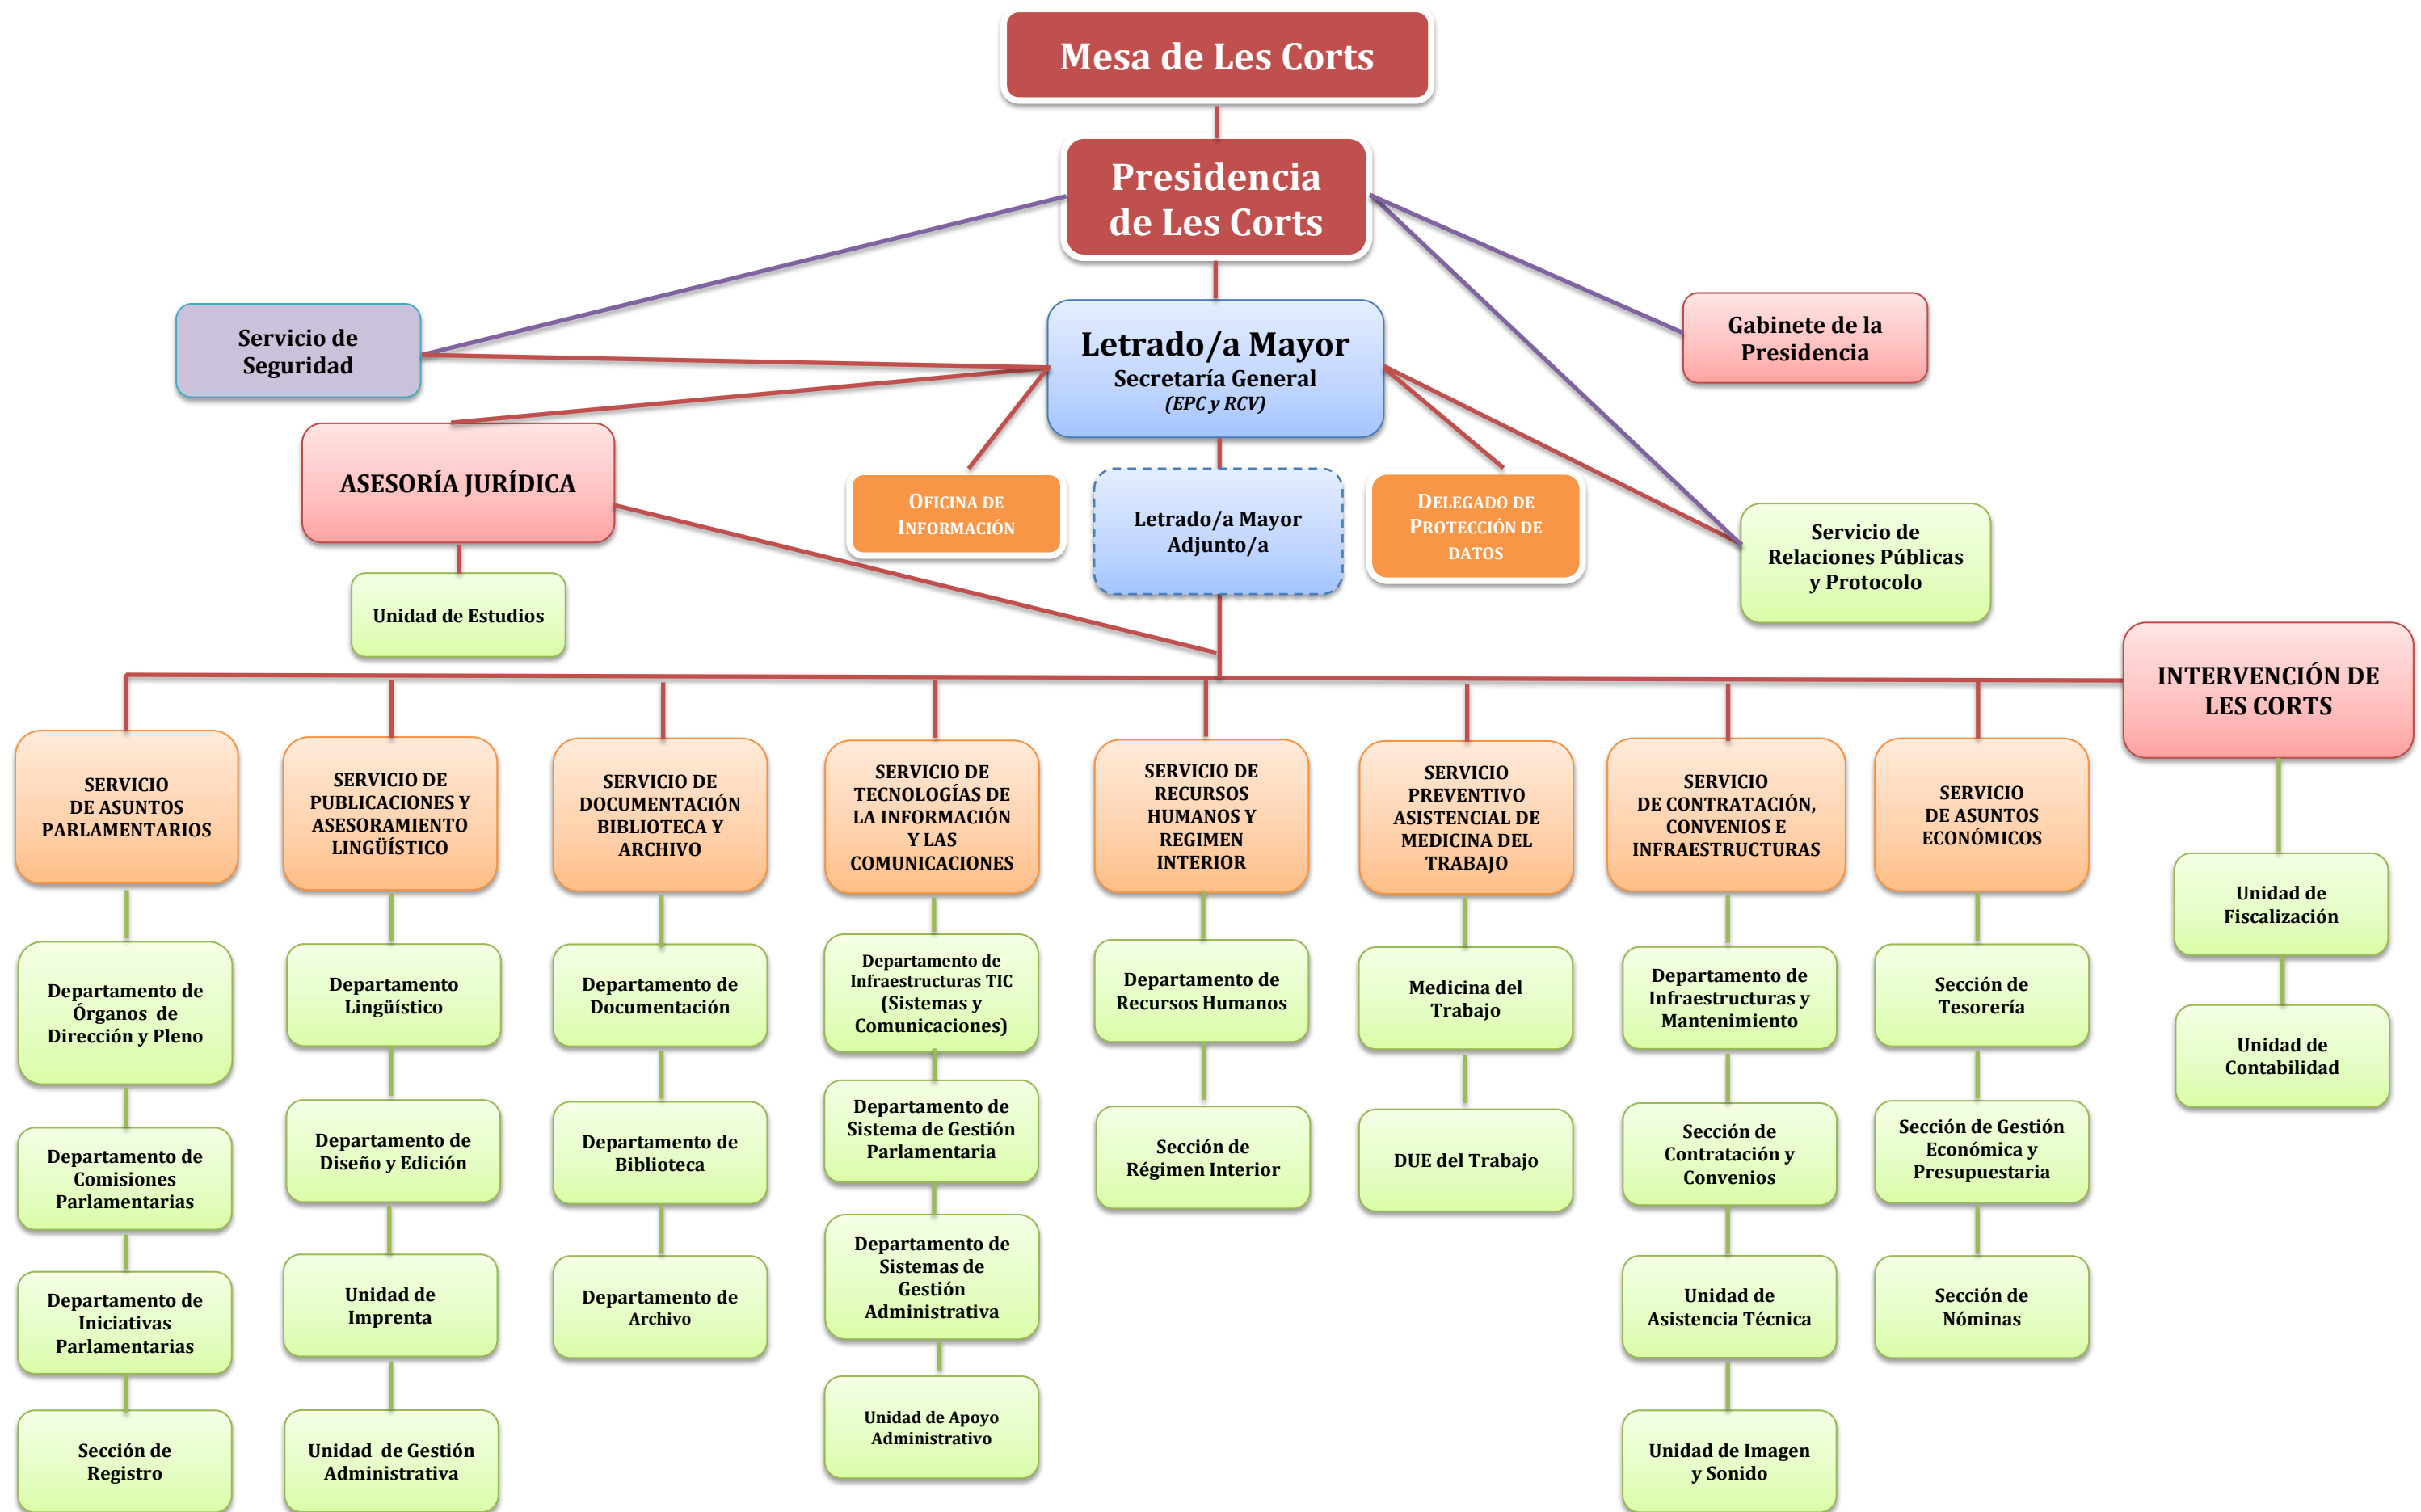 Mesa de Les Corts
Presidencia
de Les Corts
Servicio de
Seguridad
Letrado/a Mayor
Secretaría General
(EPC y RCV)
Gabinete de la
Presidencia
ASESORÍA JURÍDICA
OFICINA DE
INFORMACIÓN
Letrado/a Mayor
Adjunto/a
DELEGADO DE
PROTECCIÓN DE
DATOS
Servicio de
Relaciones Públicas
y Protocolo
Unidad de Estudios
INTERVENCIÓN DE
LES CORTS
SERVICIO
DE ASUNTOS
PARLAMENTARIOS
SERVICIO DE
PUBLICACIONES Y
ASESORAMIENTO
LINGÜÍSTICO
SERVICIO DE
DOCUMENTACIÓN
BIBLIOTECA Y
ARCHIVO
SERVICIO DE
TECNOLOGÍAS DE
LA INFORMACIÓN
Y LAS
COMUNICACIONES
SERVICIO DE
RECURSOS
HUMANOS Y
REGIMEN
INTERIOR
SERVICIO
PREVENTIVO
ASISTENCIAL DE
MEDICINA DEL
TRABAJO
SERVICIO
DE CONTRATACIÓN,
CONVENIOS E
INFRAESTRUCTURAS
SERVICIO
DE ASUNTOS
ECONÓMICOS
Unidad de
Fiscalización
Departamento de
Órganos de
Dirección y Pleno
Departamento
Lingüístico
Departamento de
Documentación
Departamento de
Infraestructuras TIC
(Sistemas y
Comunicaciones)
Departamento de
Recursos Humanos
Medicina del
Trabajo
Departamento de
Infraestructuras y
Mantenimiento
Sección de
Tesorería
Unidad de
Contabilidad
Departamento de
Comisiones
Parlamentarias
Departamento de
Diseño y Edición
Departamento de
Biblioteca
Departamento de
Sistema de Gestión
Parlamentaria
Sección de
Régimen Interior
DUE del Trabajo
Sección de
Contratación y
Convenios
Sección de Gestión
Económica y
Presupuestaria
Departamento de
Iniciativas
Parlamentarias
Unidad de
Imprenta
Departamento de
Archivo
Departamento de
Sistemas de
Gestión
Administrativa
Unidad de
Asistencia Técnica
Sección de
Nóminas
Sección de
Registro
Unidad de Gestión
Administrativa
Unidad de Apoyo
Administrativo
Unidad de Imagen
y Sonido